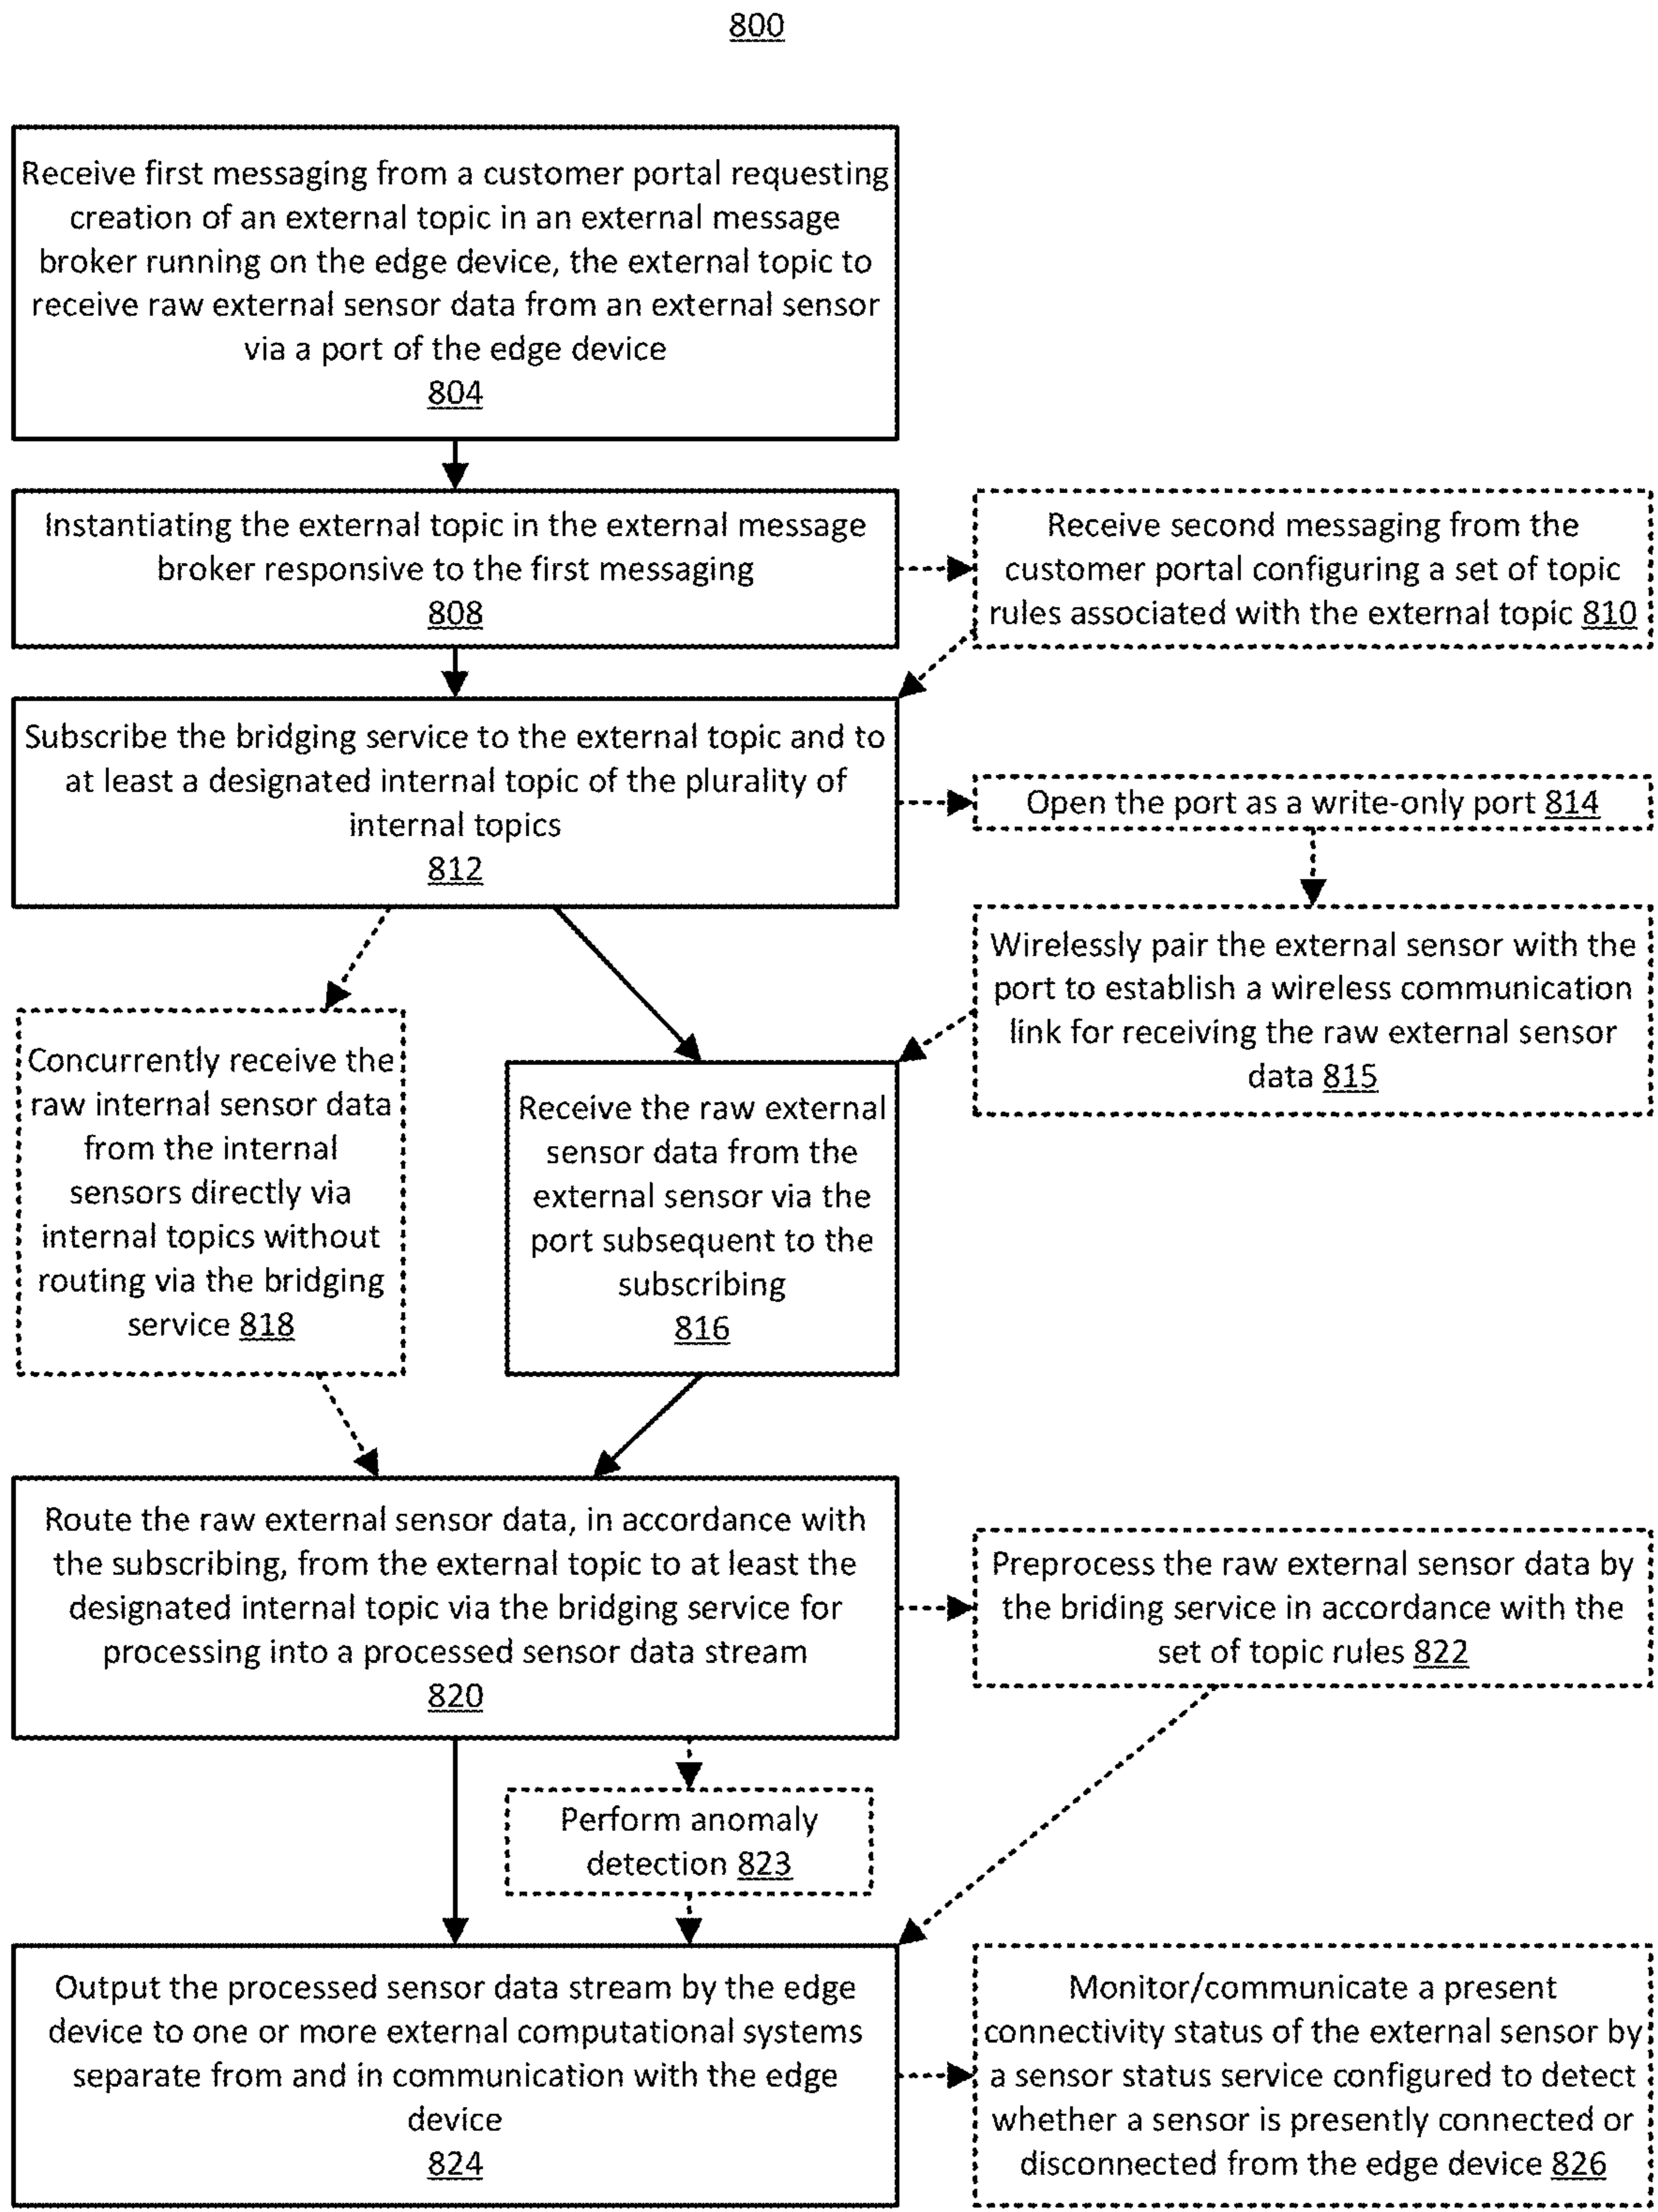 800
Receive first messaging from a customer portal requesting
creation of an external topic in an external message
broker running on the edge device, the external topic to
receive raw external sensor data from an external sensor
via a port of the edge device
804
Instantiating the external topic in the external message
broker responsive to the first messaging
808
Receive second messaging from the
customer portal configuring a set of topic
rules associated with the external topic 810
Subscribe the bridging service to the external topic and to
at least a designated internal topic of the plurality of
internal topics
812
Open the port as a write-only port 814
Wirelessly pair the external sensor with the
port to establish a wireless communication
link for receiving the raw external sensor
data 815
Concurrently receive the
raw internal sensor data
from the internal
sensors directly via
internal topics without
routing via the bridging
service 818
Receive the raw external
sensor data from the
external sensor via the
port subsequent to the
subscribing
816
Route the raw external sensor data, in accordance with
the subscribing, from the external topic to at least the
designated internal topic via the bridging service for
processing into a processed sensor data stream
820
Preprocess the raw external sensor data by
the briding service in accordance with the
set of topic rules 822
Perform anomaly
detection 823
Output the processed sensor data stream by the edge
device to one or more external computational systems
separate from and in communication with the edge
device
824
Monitor/communicate a present
connectivity status of the external sensor by
a sensor status service configured to detect
whether a sensor is presently connected or
disconnected from the edge device 826